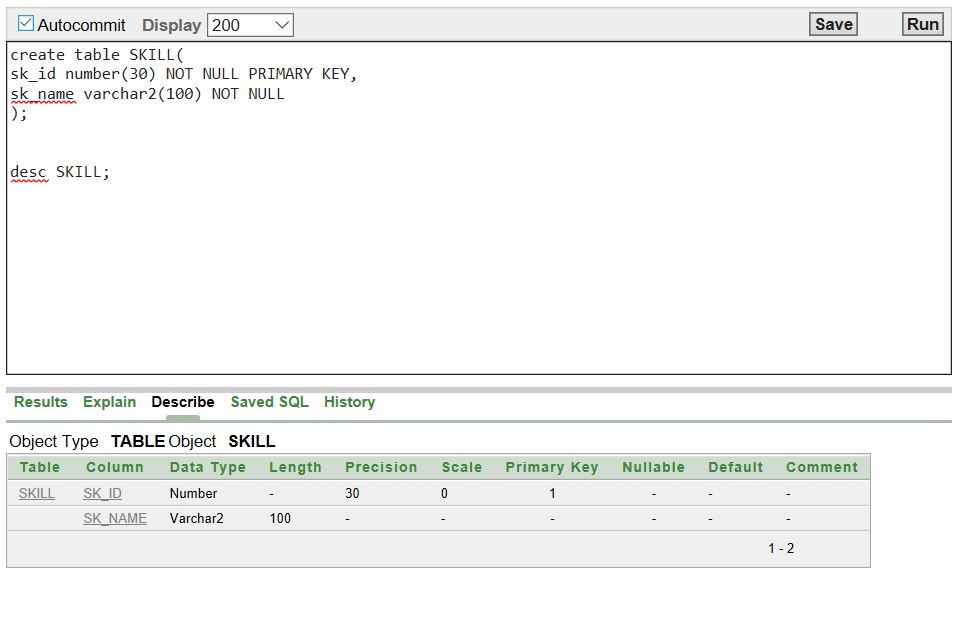 Autocommit Display 200 Save Run
create table SKILL(
sk_id number(30) NOT NULL PRIMARY KEY,
sk_name varchar2(100) NOT NULL
);
desc SKILL;
Results Explain Describe Saved SQL History
Object Type TABLE Object SKILL
Table Column Data Type Length Precision Scale Primary Key Nullable Default Comment
SKILL SK_ID Number - 30 0 1 - - -
SK_NAME Varchar2 100 - - - - - -
1 - 2